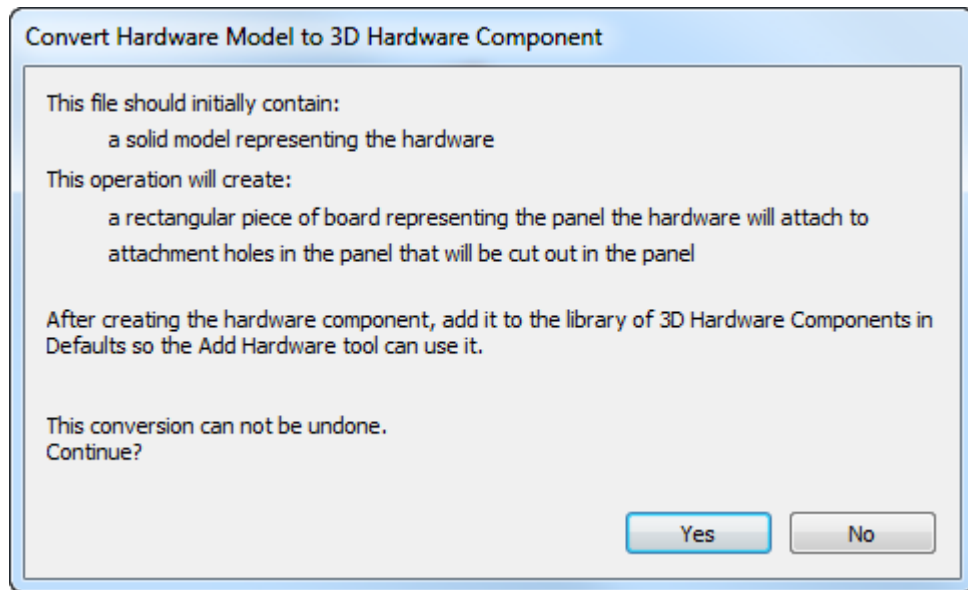 Convert Hardware Model to 3D Hardware Component
This file should initially contain:
a solid model representing the hardware
This operation will create:
a rectangular piece of board representing the panel the hardware will attach to
attachment holes in the panel that will be cut out in the panel
After creating the hardware component, add it to the library of 3D Hardware Components in
Defaults so the Add Hardware tool can use it.
This conversion can not be undone.
Continue?
Yes
No